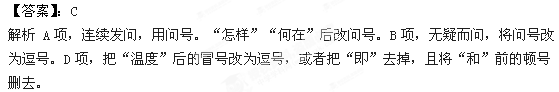 【答案】：C
解析 A项，连续发问，用问号。“怎样”“何在”后改问号。B项，无疑而问，将问号改
为逗号。D项，把“温度”后的冒号改为逗号，或者把“即”去掉，且将“和”前的顿号
删去。